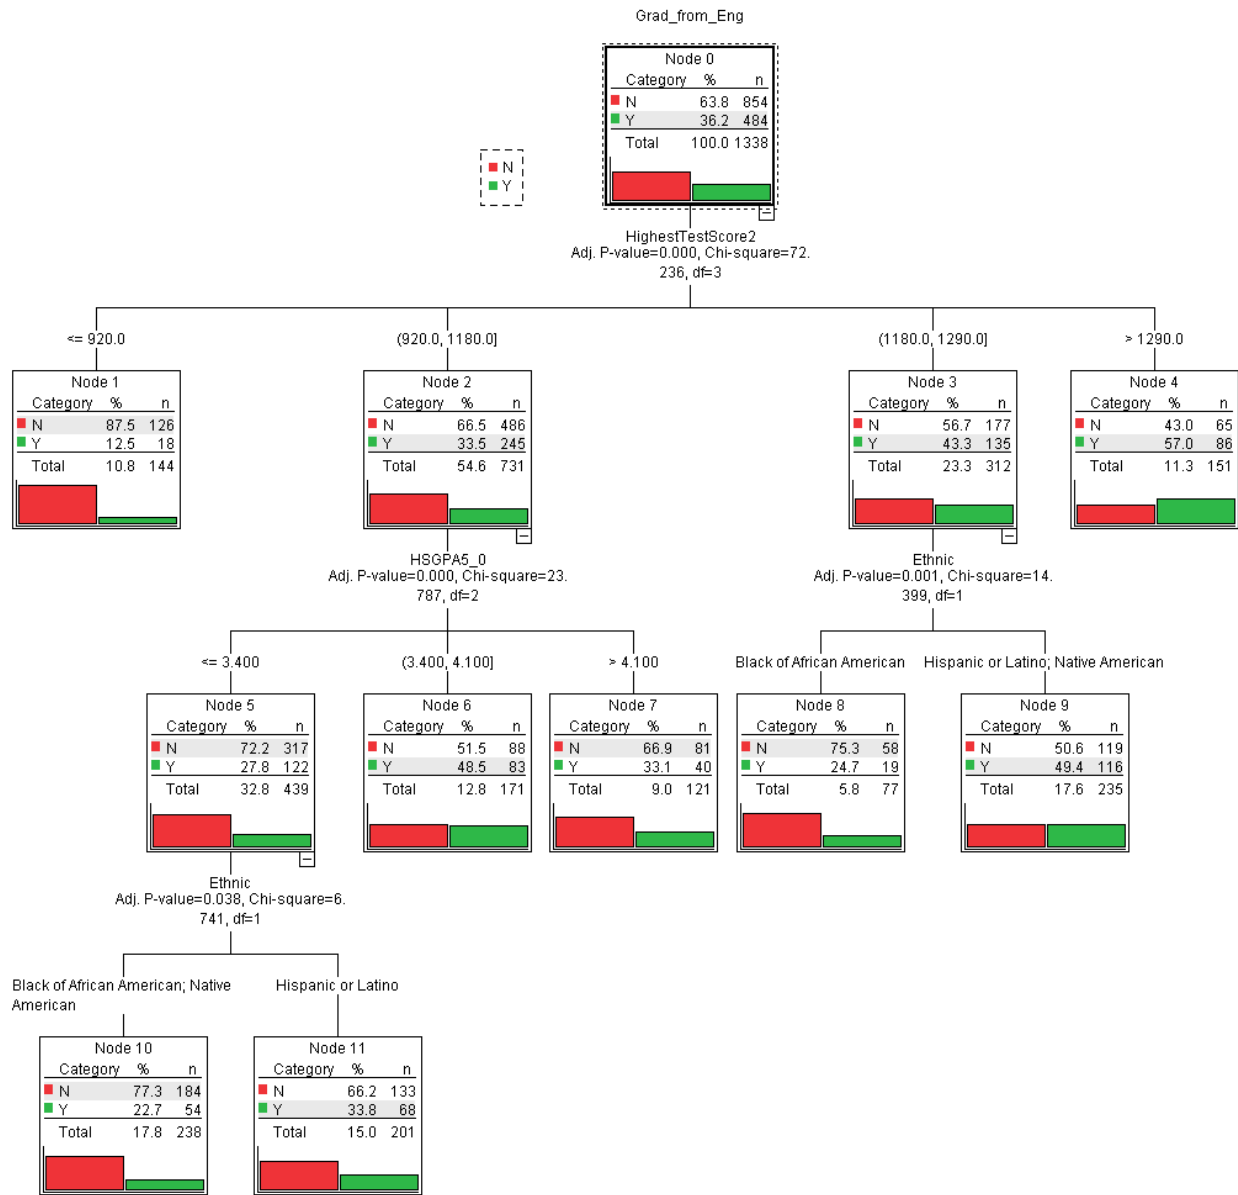 Grad_from_Eng
Node 0
Category % n
N 63.8 854
Y 36.2 484
Total 100.0 1338
N
Y
HighestTestScore2
Adj. P-value=0.000, Chi-square=72.
236, df=3
<= 920.0
(920.0, 1180.0]
(1180.0, 1290.0]
> 1290.0
Node 1
Category % n
N 87.5 126
Y 12.5 18
Total 10.8 144
Node 2
Category % n
N 66.5 486
Y 33.5 245
Total 54.6 731
Node 3
Category % n
N 56.7 177
Y 43.3 135
Total 23.3 312
Node 4
Category % n
N 43.0 65
Y 57.0 86
Total 11.3 151
HSGPA5_0
Adj. P-value=0.000, Chi-square=23.
787, df=2
Ethnic
Adj. P-value=0.001, Chi-square=14.
399, df=1
<= 3.400
(3.400, 4.100]
> 4.100
Black of African American
Hispanic or Latino; Native American
Node 5
Category % n
N 72.2 317
Y 27.8 122
Total 32.8 439
Node 6
Category % n
N 51.5 88
Y 48.5 83
Total 12.8 171
Node 7
Category % n
N 66.9 81
Y 33.1 40
Total 9.0 121
Node 8
Category % n
N 75.3 58
Y 24.7 19
Total 5.8 77
Node 9
Category % n
N 50.6 119
Y 49.4 116
Total 17.6 235
Ethnic
Adj. P-value=0.038, Chi-square=6.
741, df=1
Black of African American; Native
American
Hispanic or Latino
Node 10
Category % n
N 77.3 184
Y 22.7 54
Total 17.8 238
Node 11
Category % n
N 66.2 133
Y 33.8 68
Total 15.0 201